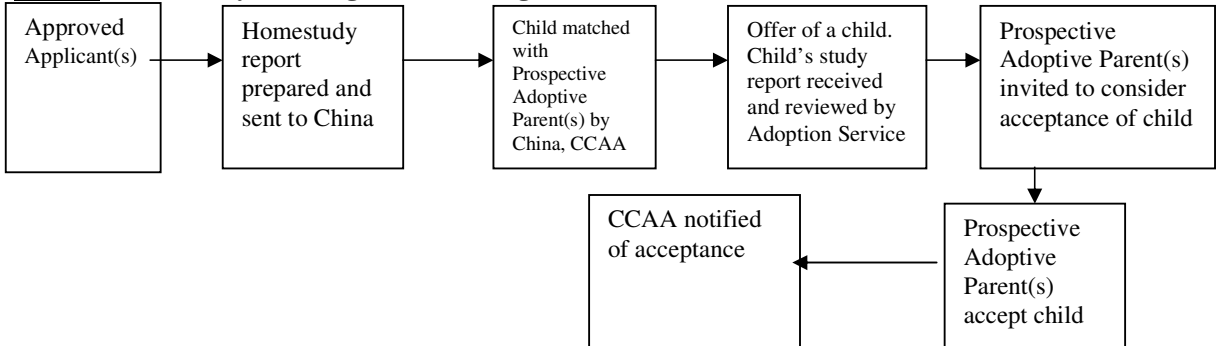 Approved
Applicant(s)
Homestudy
report
prepared and
sent to China
Child matched
with
Prospective
Adoptive
Parent(s) by
China, CCAA
Offer of a child.
Child's study
report received
and reviewed by
Adoption Service
Prospective
Adoptive Parent(s)
invited to consider
acceptance of child
Prospective
Adoptive
Parent(s)
accept child
CCAA notified
of acceptance